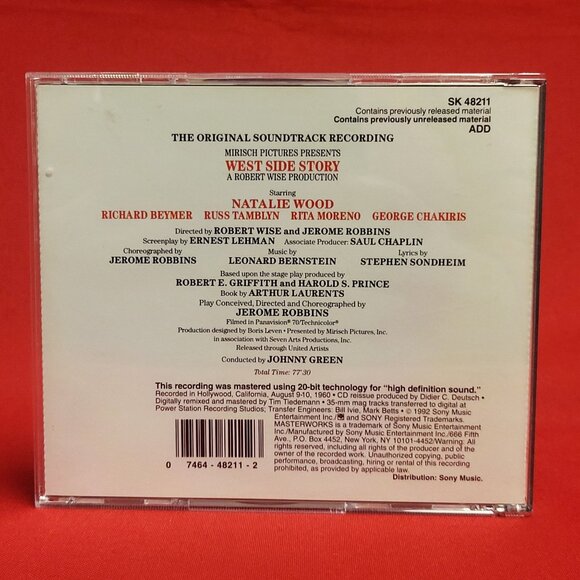 SK 48211
Contains previously released material
Contains previously unreleased material
ADD
THE ORIGINAL SOUNDTRACK RECORDING
MIRISCH PICTURES PRESENTS
WEST SIDE STORY
A ROBERT WISE PRODUCTION
Starring
NATALIE WOOD
RICHARD BEYMER RUSS TAMBLYN RITA MORENO GEORGE CHAKIRIS
Directed by ROBERT WISE and JEROME ROBBINS
Screenplay by ERNEST LEHMAN Associate Producer: SAUL CHAPLIN
Choreographed by Music by Lyrics by
JEROME ROBBINS LEONARD BERNSTEIN STEPHEN SONDHEIM
Based upon the stage play produced by
ROBERT E. GRIFFITH and HAROLD S. PRINCE
Book by ARTHUR LAURENTS
Play Conceived, Directed and Choreographed by
JEROME ROBBINS
Filmed in Panavision® 70/Technicolor®
Production designed by Boris Leven • Presented by Mirisch Pictures, Inc.
in association with Seven Arts Productions, Inc.
Released through United Artists
Conducted by JOHNNY GREEN
Total Time: 77'30
This recording was mastered using 20-bit technology for "high definition sound."
Recorded in Hollywood, California, August 9-10, 1960 • CD reissue produced by Didier C. Deutsch •
Digitally remixed and mastered by Tim Tiedemann • 35-mm mag tracks transferred to digital at
Power Station Recording Studios; Transfer Engineers: Bill Ivie, Mark Betts • © 1992 Sony Music
Entertainment Inc./ and SONY Registered Trademarks.
MASTERWORKS is a trademark of Sony Music Entertainment
Inc./Manufactured by Sony Music Entertainment Inc./666 Fifth
Ave., P.O. Box 4452, New York, NY 10101-4452/Warning: All
rights reserved, including all rights of the producer and of the
owner of the recorded work. Unauthorized copying, public
performance, broadcasting, hiring or rental of this recording
prohibited, as provided by applicable law.
Distribution: Sony Music.
0 7464-48211-2